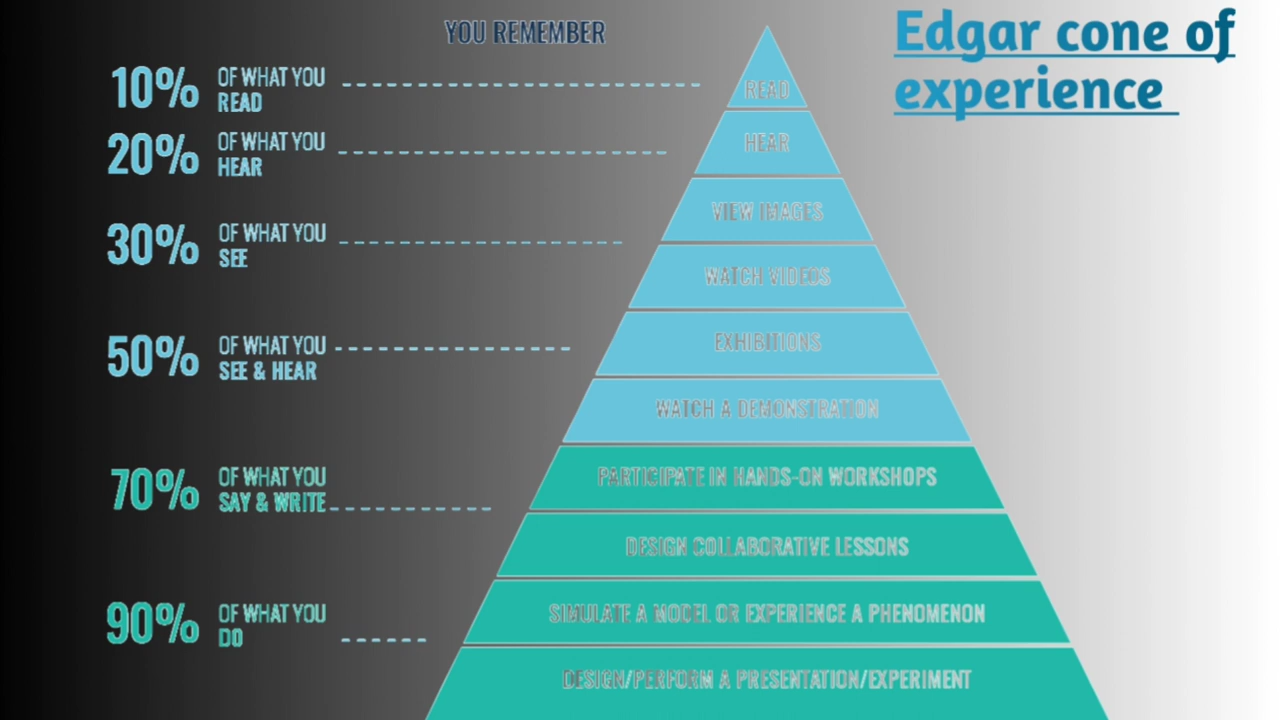 YOU REMEMBER
Edgar cone of
experience
10% OF WHAT YOU
READ
20% OF WHAT YOU
HEAR
30% OF WHAT YOU
SEE
50% OF WHAT YOU
SEE & HEAR
70% OF WHAT YOU
SAY & WRITE
90% OF WHAT YOU
DO
READ
HEAR
VIEW IMAGES
WATCH VIDEOS
EXHIBITIONS
WATCH A DEMONSTRATION
PARTICIPATE IN HANDS-ON WORKSHOPS
DESIGN COLLABORATIVE LESSONS
SIMULATE A MODEL OR EXPERIENCE A PHENOMENON
DESIGN/PERFORM A PRESENTATION/EXPERIMENT